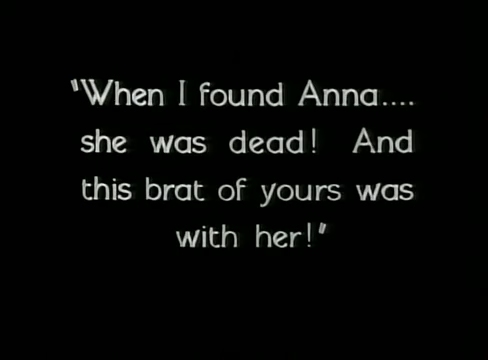 "When I found Anna....
she was dead! And
this brat of yours was
with her!"